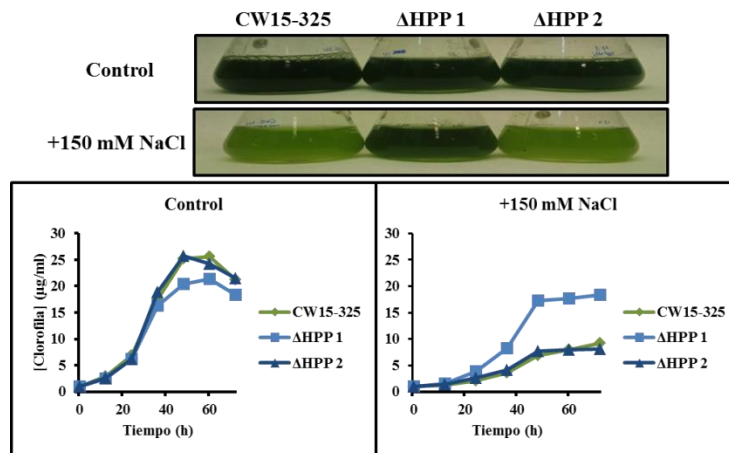 CW15-325 ΔHPP 1 ΔHPP 2
Control
+150 mM NaCl
Control
[Clorofila] (µg/ml)
30
25
20
15
10
5
0
0 20 40 60
Tiempo (h)
CW15-325
ΔHPP 1
ΔHPP 2
+150 mM NaCl
30
25
20
15
10
5
0
0 20 40 60
Tiempo (h)
CW15-325
ΔHPP 1
ΔHPP 2